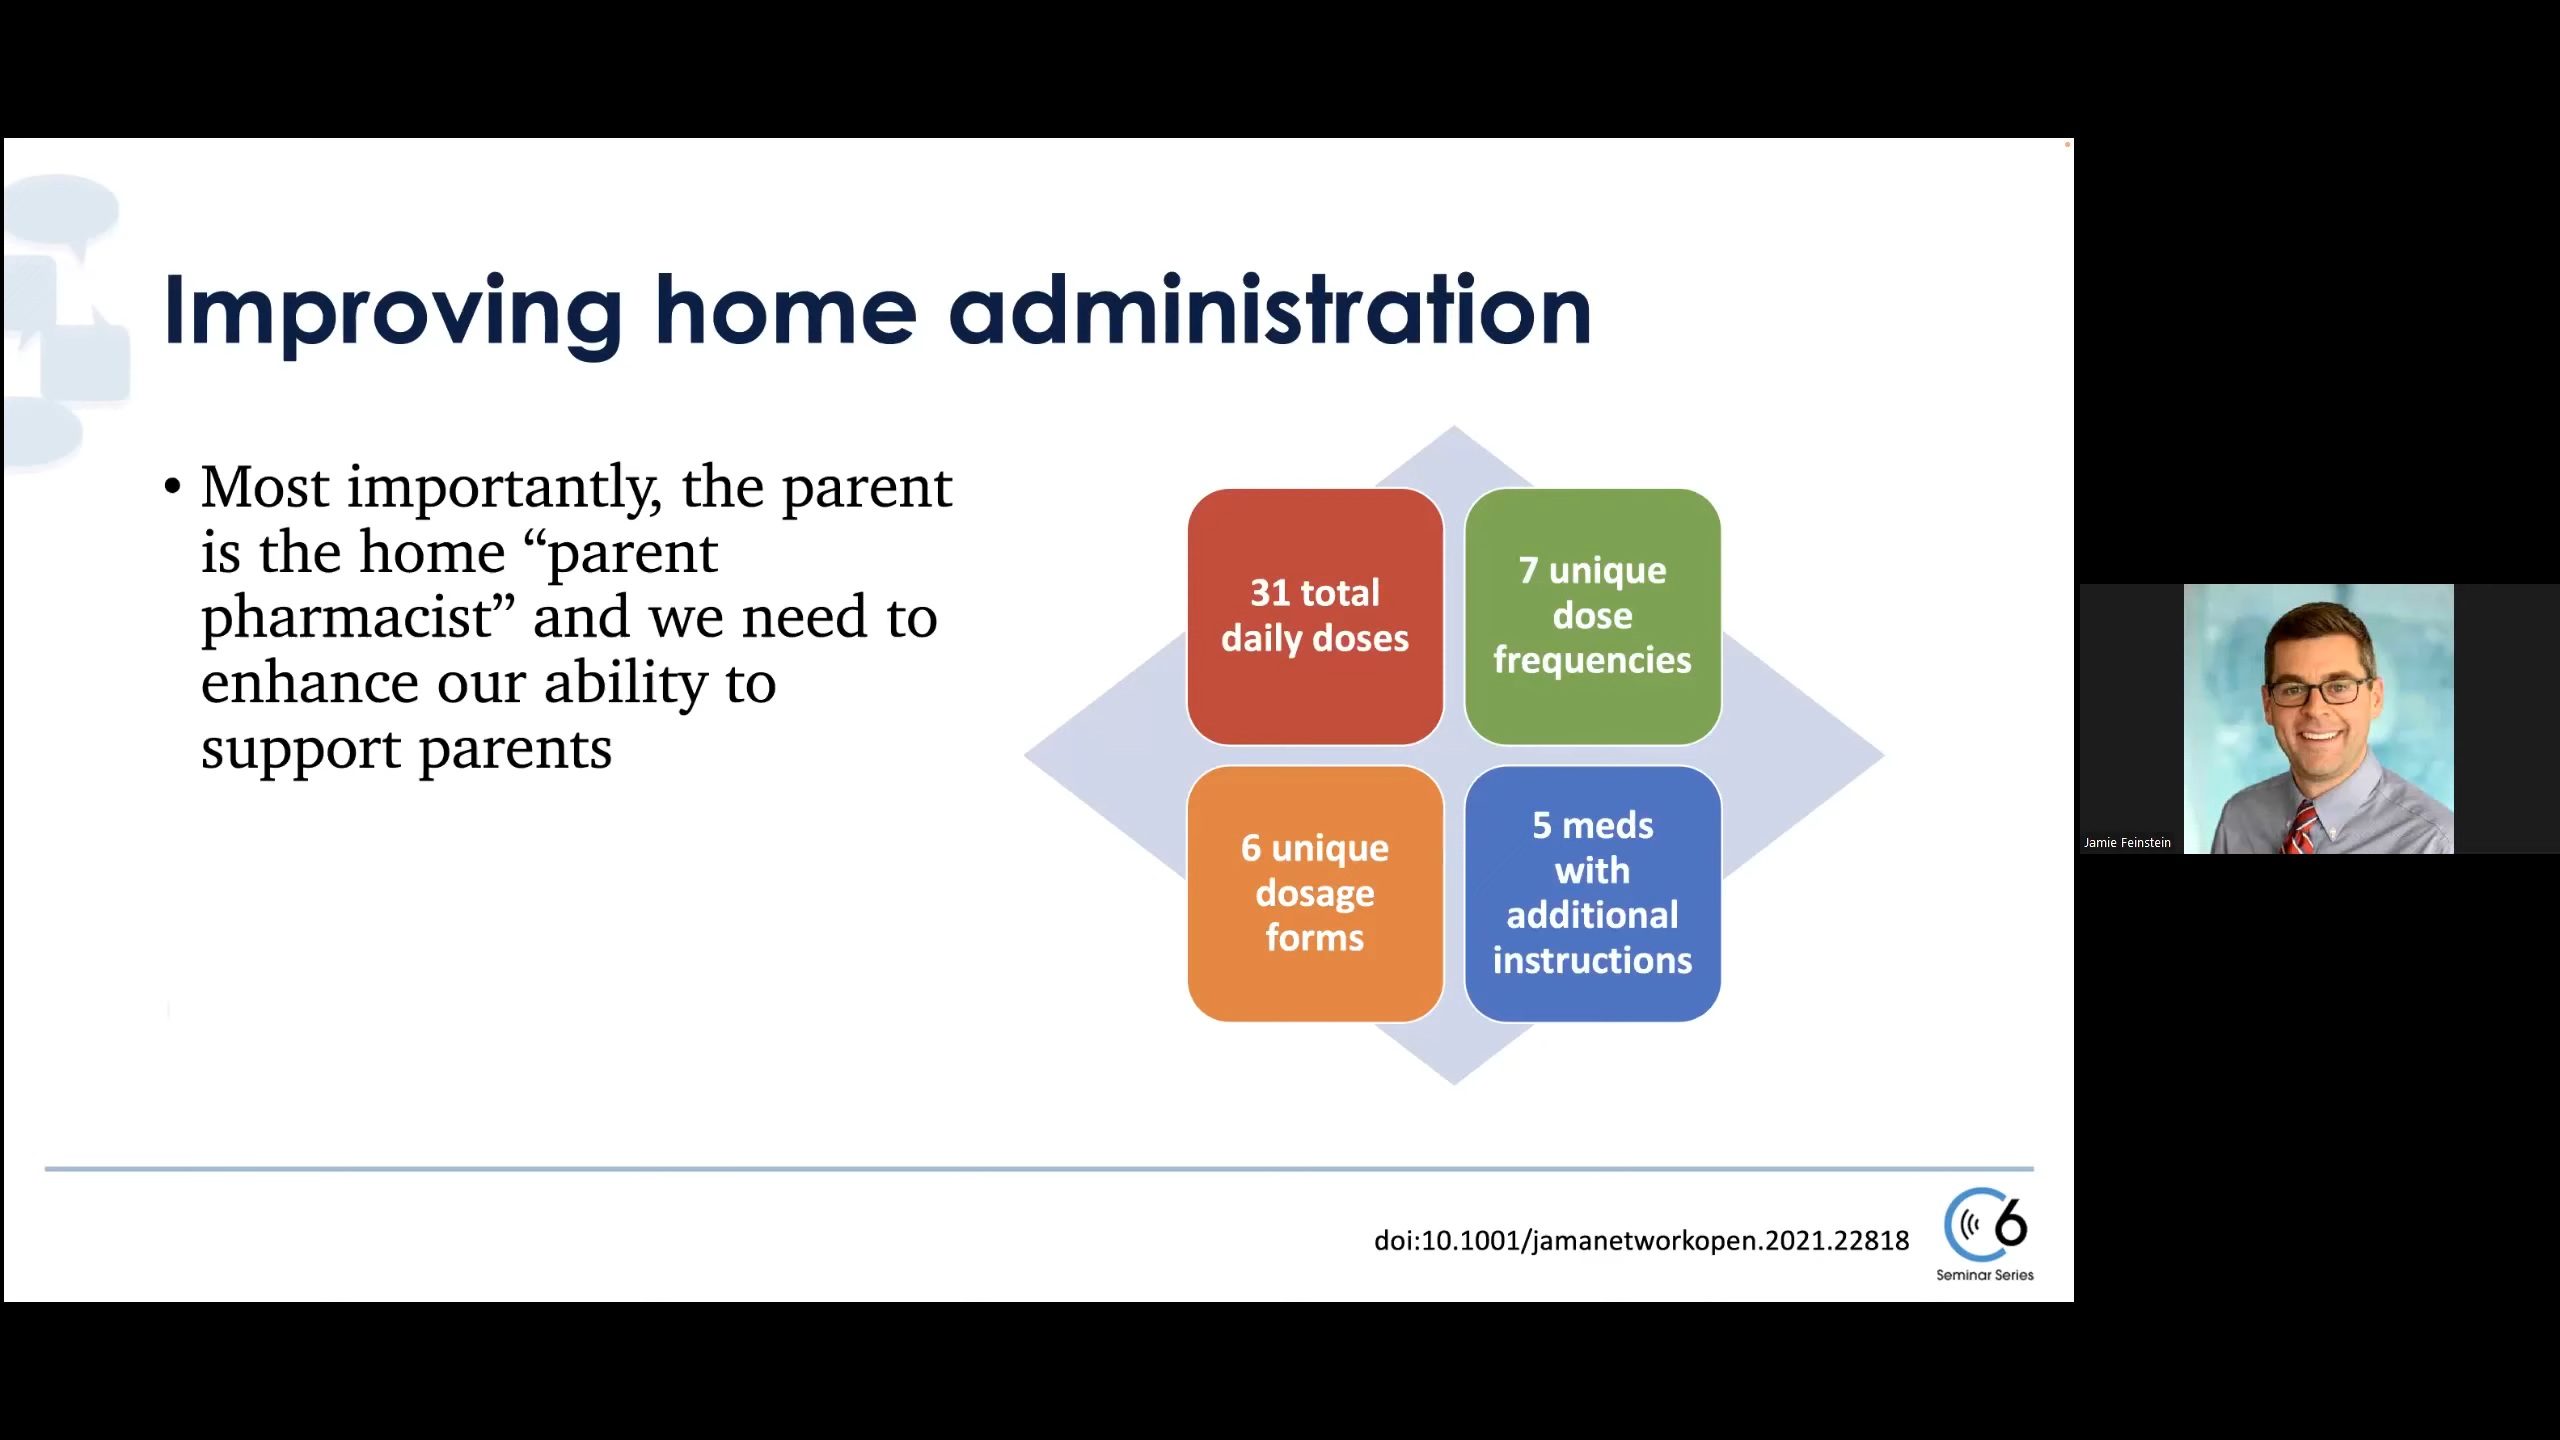 Improving home administration
• Most importantly, the parent
is the home “parent
pharmacist” and we need to
enhance our ability to
support parents
31 total
daily doses
7 unique
dose
frequencies
6 unique
dosage
forms
5 meds
with
additional
instructions
doi:10.1001/jamanetworkopen.2021.22818
C6
Seminar Series
Jamie Feinstein